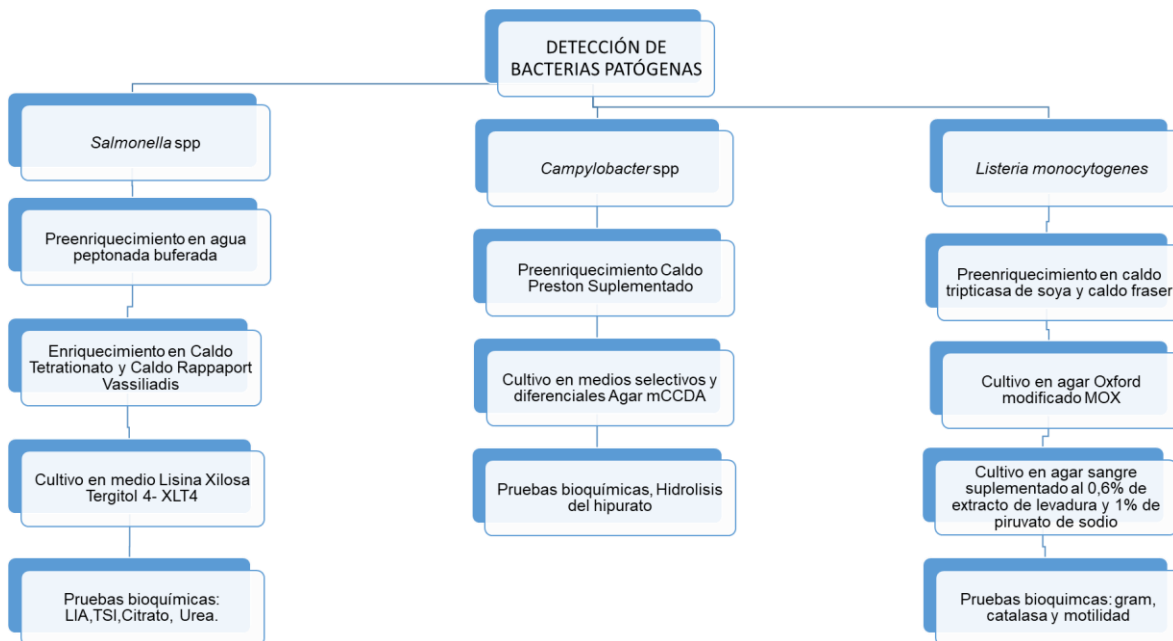 DETECCIÓN DE
BACTERIAS PATÓGENAS
Salmonella spp
Preenriquecimiento en agua
peptonada buferada
Enriquecimiento en Caldo
Tetrationato y Caldo Rappaport
Vassiliadis
Cultivo en medio Lisina Xilosa
Tergitol 4- XLT4
Pruebas bioquímicas:
LIA,TSI,Citrato, Urea.
Campylobacter spp
Preenriquecimiento Caldo
Preston Suplementado
Cultivo en medios selectivos y
diferenciales Agar mCCDA
Pruebas bioquímicas, Hidrolisis
del hipurato
Listeria monocytogenes
Preenriquecimiento en caldo
tripticasa de soya y caldo fraser
Cultivo en agar Oxford
modificado MOX
Cultivo en agar sangre
suplementado al 0,6% de
extracto de levadura y 1% de
piruvato de sodio
Pruebas bioquimcas: gram,
catalasa y motilidad